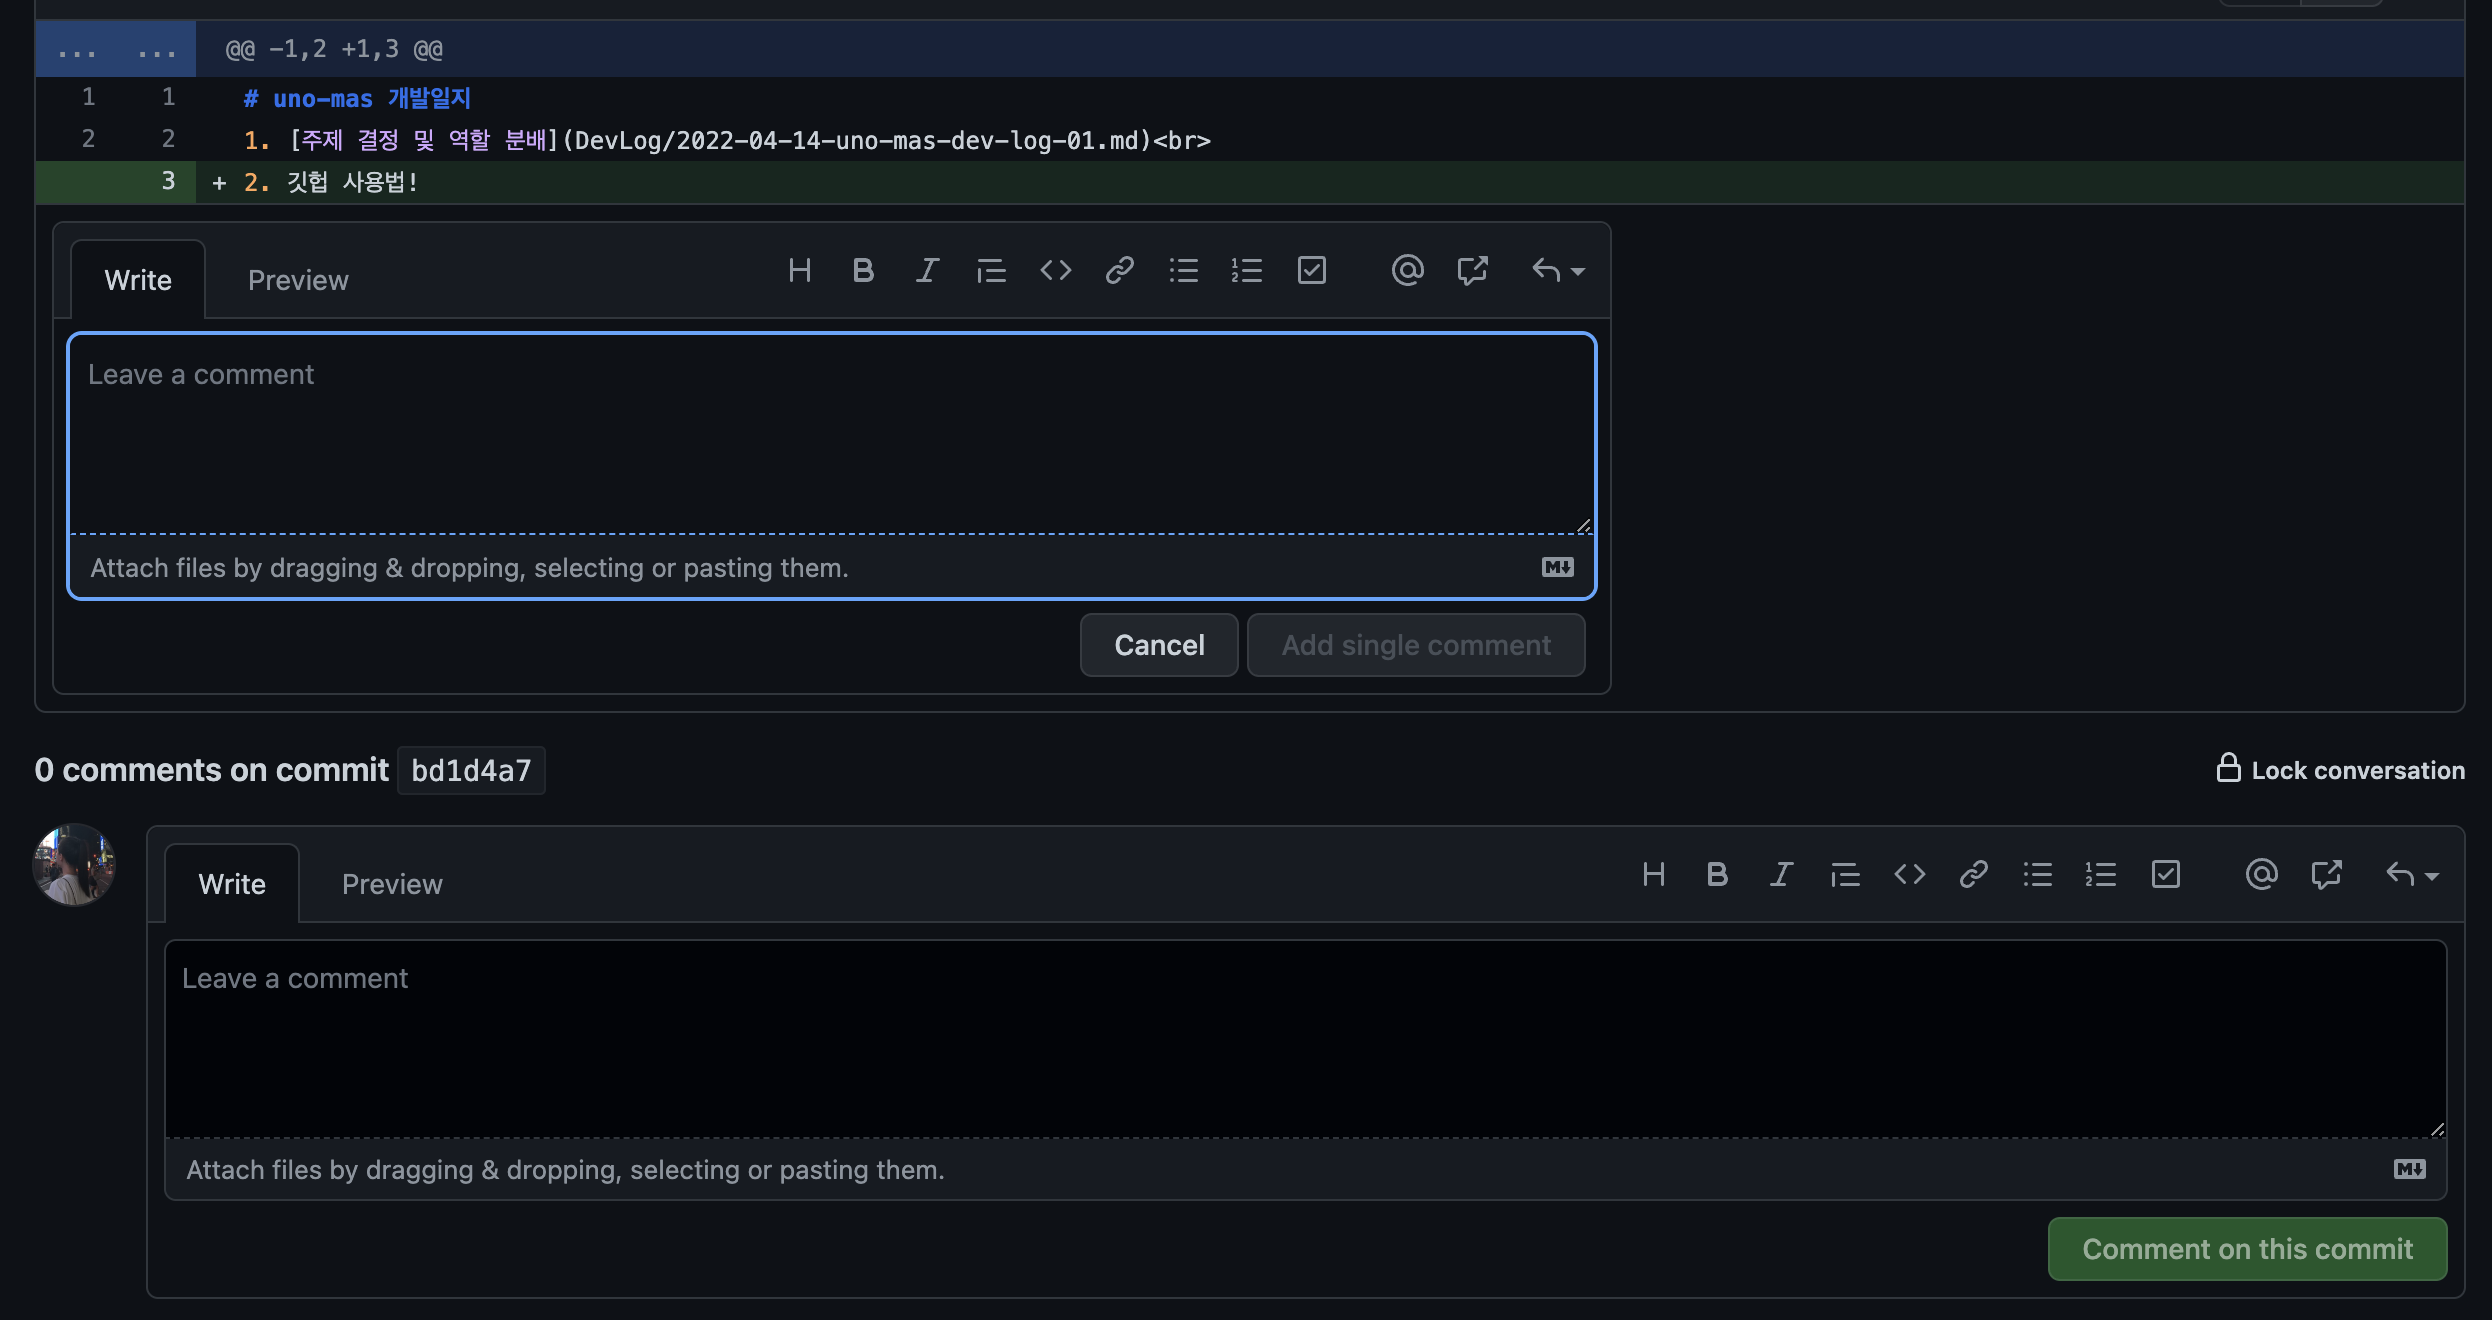 ... ... @@ -1,2 +1,3 @@
1 1 # uno-mas 개발일지
2 2 1. [주제 결정 및 역할 분배](DevLog/2022-04-14-uno-mas-dev-log-01.md)<br>
3 + 2. 깃헙 사용법!
Write Preview
Leave a comment
Attach files by dragging & dropping, selecting or pasting them.
Cancel Add single comment
0 comments on commit bd1d4a7 Lock conversation
Write Preview
Leave a comment
Attach files by dragging & dropping, selecting or pasting them.
Comment on this commit